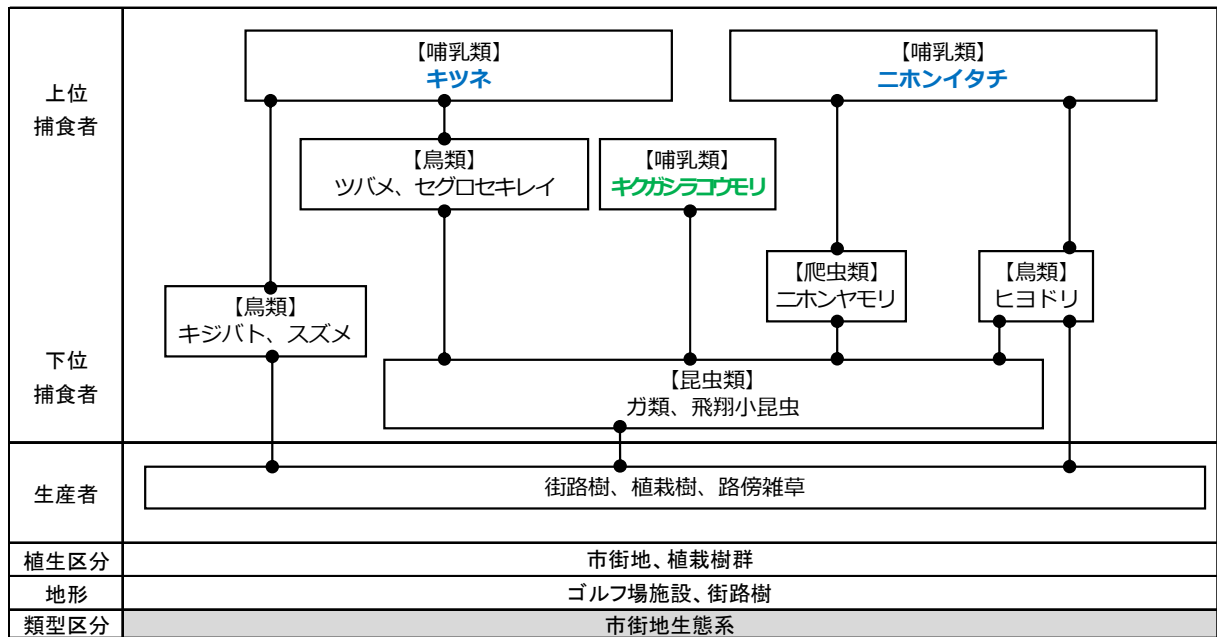 上位
捕食者
【哺乳類】
キツネ
【哺乳類】
ニホンイタチ
【鳥類】
ツバメ、セグロセキレイ
【哺乳類】
キクガシラコウモリ
【爬虫類】
ニホンヤモリ
【鳥類】
ヒヨドリ
【鳥類】
キジバト、スズメ
下位
捕食者
【昆虫類】
ガ類、飛翔小昆虫
生産者
街路樹、植栽樹、路傍雑草
植生区分
市街地、植栽樹群
地形
ゴルフ場施設、街路樹
類型区分
市街地生態系